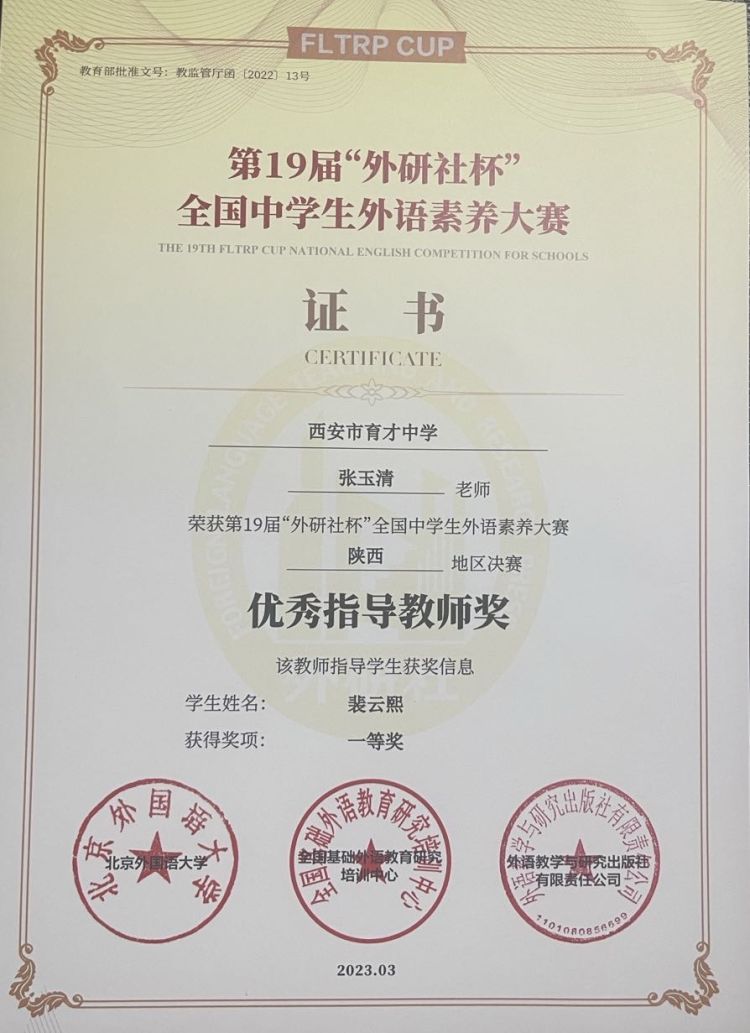 FLTRP CUP
教育部批准文号：教监管厅函〔2022〕13号
第19届“外研社杯”
全国中学生外语素养大赛
THE 19TH FLTRP CUP NATIONAL ENGLISH COMPETITION FOR SCHOOLS
证 书
CERTIFICATE
西安市育才中学
张玉清 老师
荣获第19届“外研社杯”全国中学生外语素养大赛
陕西 地区决赛
优秀指导教师奖
该教师指导学生获奖信息
学生姓名： 裴云熙
获得奖项： 一等奖
北京外国语大学
北京外国语大学
全国基础外语教育研究培训中心
全国基础外语教育研究
培训中心
外语教学与研究出版社有限责任公司
外语教学与研究出版社
有限责任公司
1101080856699
2023.03
外研社